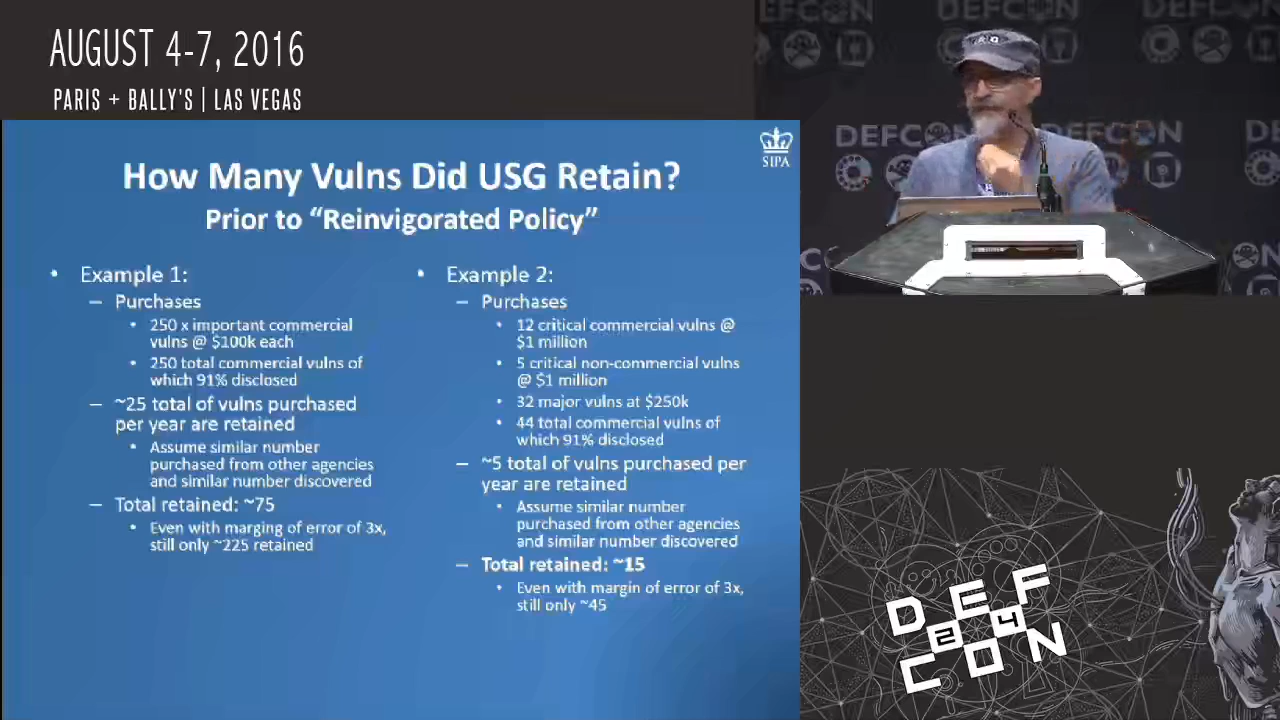 AUGUST 4-7, 2016
PARIS + BALLY'S | LAS VEGAS
SIPA
How Many Vulns Did USG Retain?
Prior to “Reinvigorated Policy”
• Example 1:
– Purchases
• 250 x important commercial
vulns @ $100k each
• 250 total commercial vulns of
which 91% disclosed
– ~25 total of vulns purchased
per year are retained
• Assume similar number
purchased from other agencies
and similar number discovered
– Total retained: ~75
• Even with marging of error of 3x,
still only ~225 retained
• Example 2:
– Purchases
• 12 critical commercial vulns @
$1 million
• 5 critical non-commercial vulns
@ $1 million
• 32 major vulns at $250k
• 44 total commercial vulns of
which 91% disclosed
– ~5 total of vulns purchased per
year are retained
• Assume similar number
purchased from other agencies
and similar number discovered
– Total retained: ~15
• Even with margin of error of 3x,
still only ~45
DEFCON
DEFCON
DEFCON
DEFCON
DEFCON
DEF
24
CON